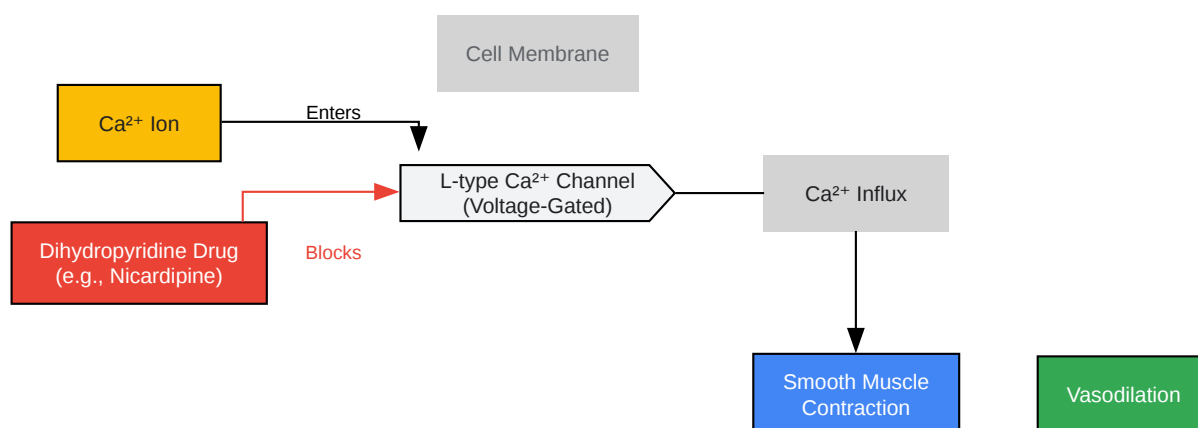 Cell Membrane
Ca²⁺ Ion
Enters
L-type Ca²⁺ Channel
(Voltage-Gated)
Ca²⁺ Influx
Dihydropyridine Drug
(e.g., Nicardipine)
Blocks
Smooth Muscle
Contraction
Vasodilation